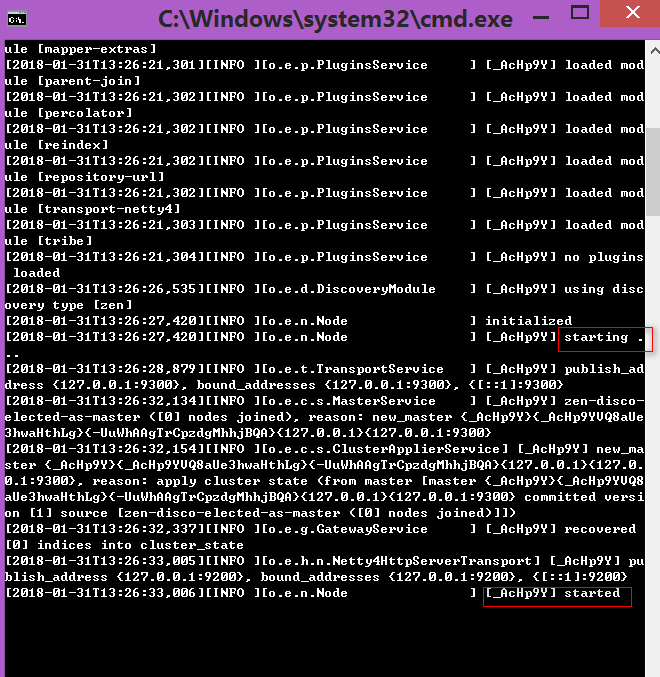 C:\Windows\system32\cmd.exe
ule [mapper-extras]
[2018-01-31T13:26:21,301][INFO ][o.e.p.PluginsService     ] [_AcHp9Y] loaded mod
ule [parent-join]
[2018-01-31T13:26:21,302][INFO ][o.e.p.PluginsService     ] [_AcHp9Y] loaded mod
ule [percolator]
[2018-01-31T13:26:21,302][INFO ][o.e.p.PluginsService     ] [_AcHp9Y] loaded mod
ule [reindex]
[2018-01-31T13:26:21,302][INFO ][o.e.p.PluginsService     ] [_AcHp9Y] loaded mod
ule [repository-url]
[2018-01-31T13:26:21,302][INFO ][o.e.p.PluginsService     ] [_AcHp9Y] loaded mod
ule [transport-netty4]
[2018-01-31T13:26:21,303][INFO ][o.e.p.PluginsService     ] [_AcHp9Y] loaded mod
ule [tribe]
[2018-01-31T13:26:21,304][INFO ][o.e.p.PluginsService     ] [_AcHp9Y] no plugins
 loaded
[2018-01-31T13:26:26,535][INFO ][o.e.d.DiscoveryModule    ] [_AcHp9Y] using disc
overy type [zen]
[2018-01-31T13:26:27,420][INFO ][o.e.n.Node               ] initialized
[2018-01-31T13:26:27,420][INFO ][o.e.n.Node               ] [_AcHp9Y] starting .
..
[2018-01-31T13:26:28,879][INFO ][o.e.t.TransportService   ] [_AcHp9Y] publish_ad
dress {127.0.0.1:9300}, bound_addresses {127.0.0.1:9300}, {[::1]:9300}
[2018-01-31T13:26:32,134][INFO ][o.e.c.s.MasterService    ] [_AcHp9Y] zen-disco-
elected-as-master ([0] nodes joined), reason: new_master {_AcHp9Y}{_AcHp9YVQ8aUe
3hwaHthLg}{-UuWhAAgTrCpzdgMhhjBQA}{127.0.0.1}{127.0.0.1:9300}
[2018-01-31T13:26:32,154][INFO ][o.e.c.s.ClusterApplierService] [_AcHp9Y] new_ma
ster {_AcHp9Y}{_AcHp9YVQ8aUe3hwaHthLg}{-UuWhAAgTrCpzdgMhhjBQA}{127.0.0.1}{127.0.
0.1:9300}, reason: apply cluster state (from master [master {_AcHp9Y}{_AcHp9YVQ8
aUe3hwaHthLg}{-UuWhAAgTrCpzdgMhhjBQA}{127.0.0.1}{127.0.0.1:9300} committed versi
on [1] source [zen-disco-elected-as-master ([0] nodes joined)]])
[2018-01-31T13:26:32,337][INFO ][o.e.g.GatewayService     ] [_AcHp9Y] recovered
[0] indices into cluster_state
[2018-01-31T13:26:33,005][INFO ][o.e.h.n.Netty4HttpServerTransport] [_AcHp9Y] pu
blish_address {127.0.0.1:9200}, bound_addresses {127.0.0.1:9200}, {[::1]:9200}
[2018-01-31T13:26:33,006][INFO ][o.e.n.Node               ] [_AcHp9Y] started